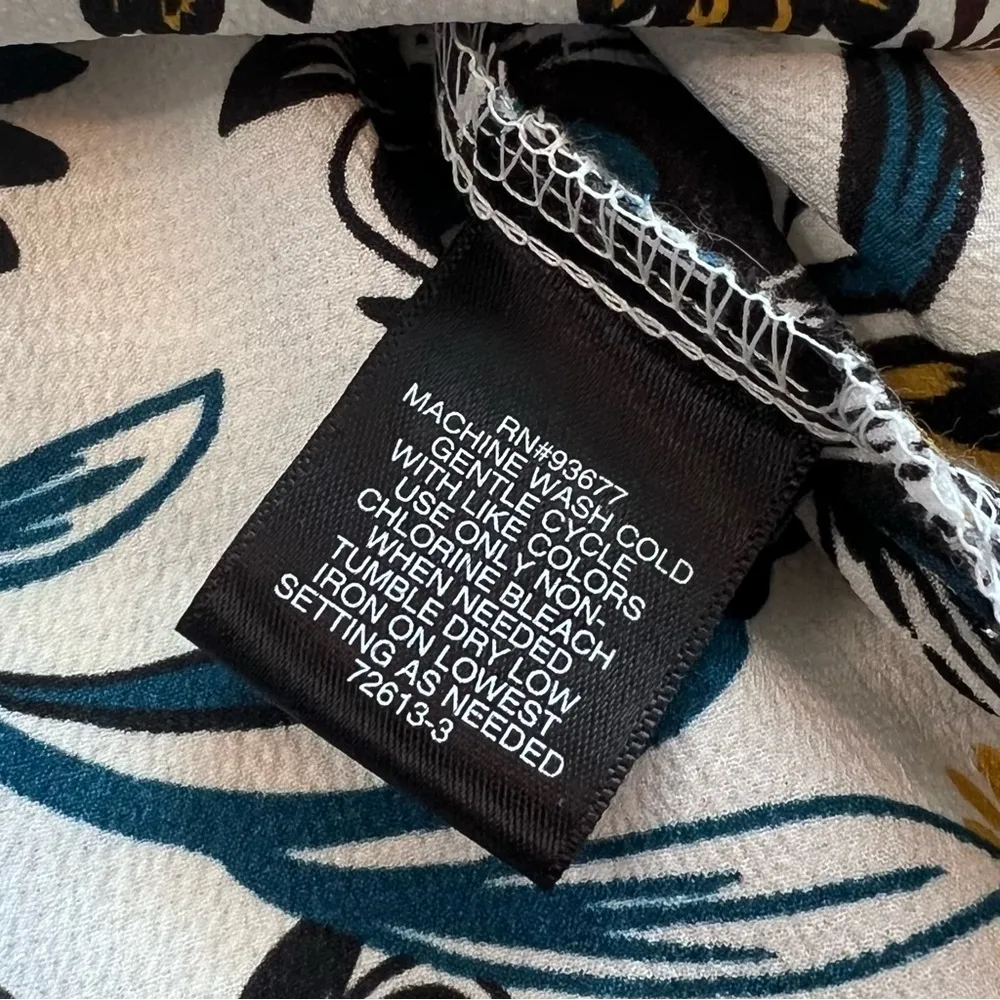 RN#93677
MACHINE WASH COLD
GENTLE CYCLE
WITH LIKE COLORS
USE ONLY NON-
CHLORINE BLEACH
WHEN NEEDED
TUMBLE DRY LOW
IRON ON LOWEST
SETTING AS NEEDED
72613-3